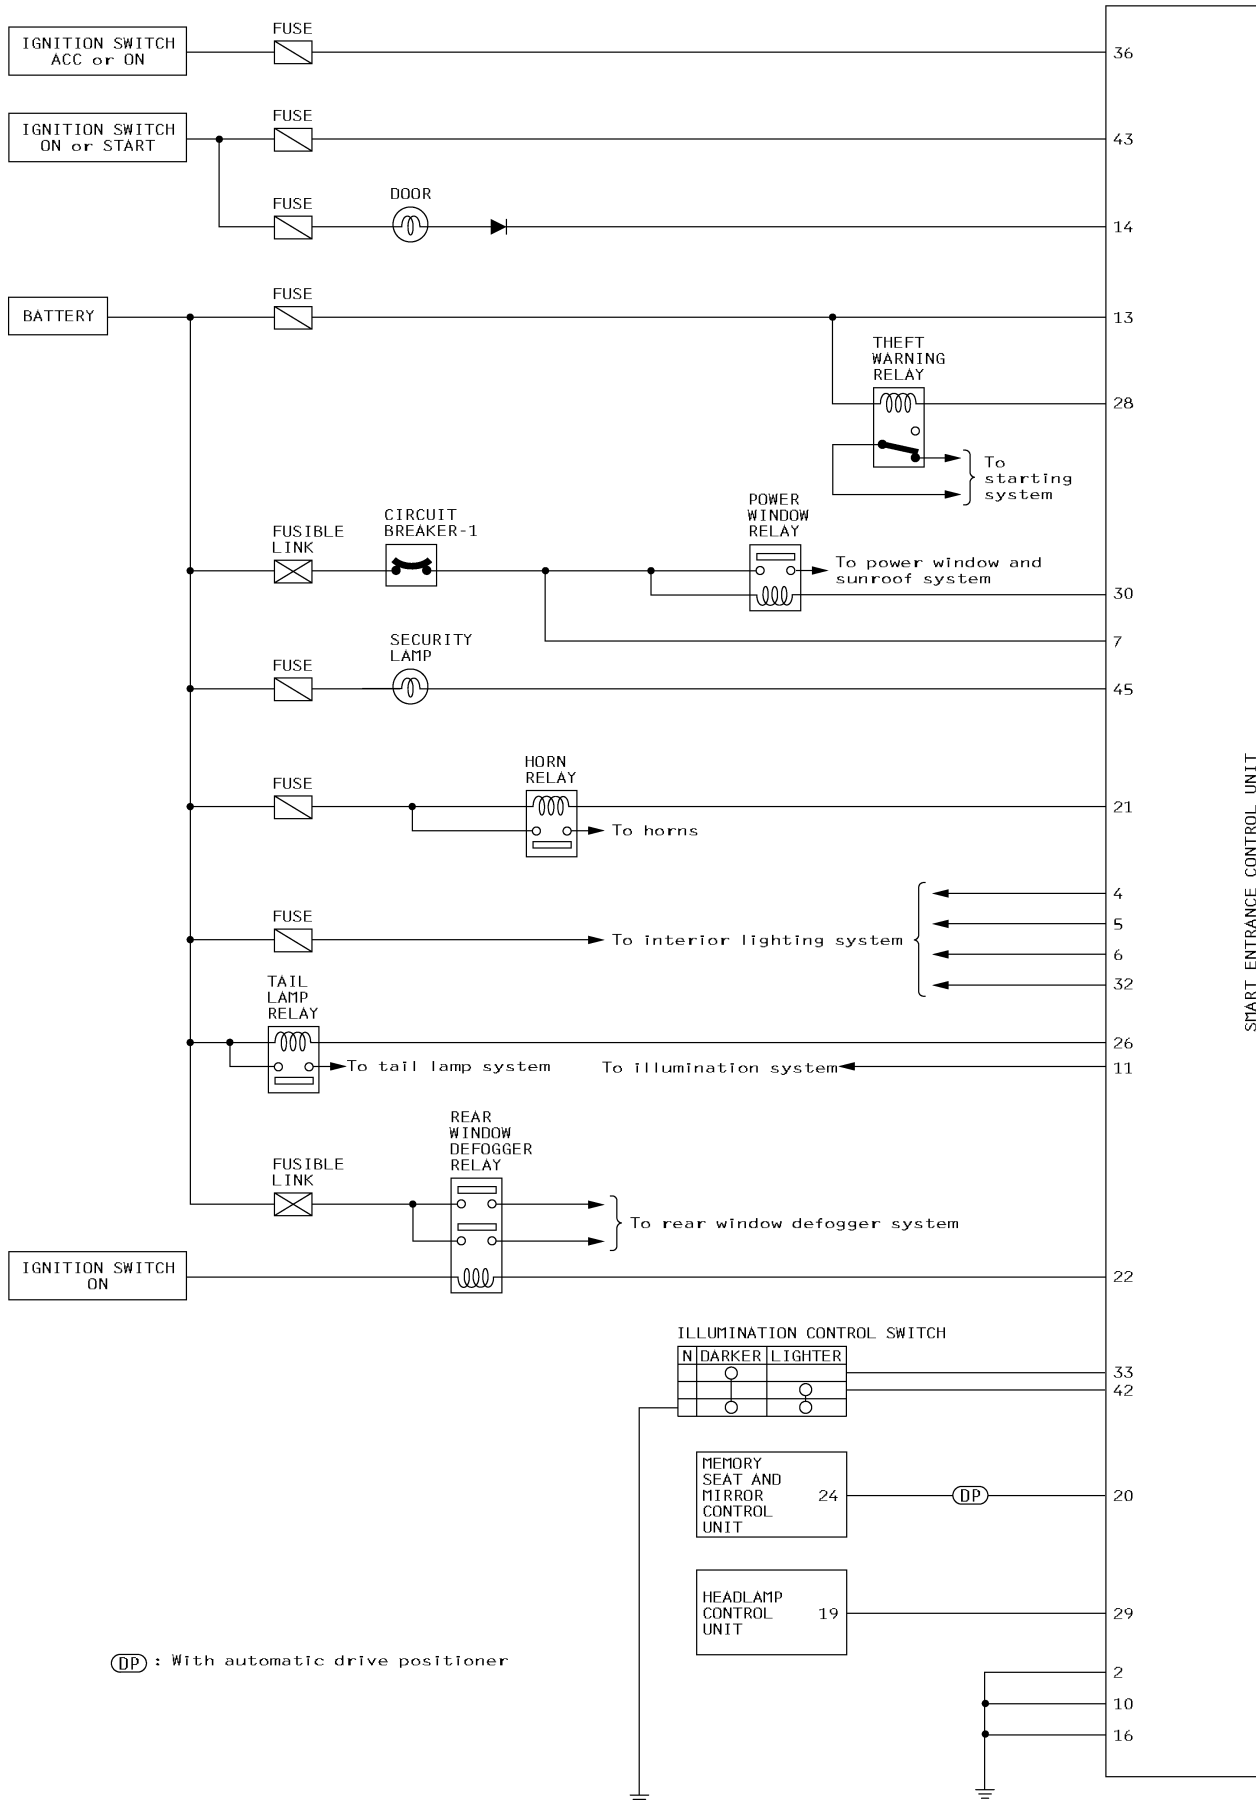 FUSE
IGNITION SWITCH
ACC or ON
36
FUSE
IGNITION SWITCH
ON or START
43
FUSE
DOOR
14
FUSE
BATTERY
13
THEFT
WARNING
RELAY
28
To
starting
system
FUSIBLE
LINK
CIRCUIT
BREAKER-1
POWER
WINDOW
RELAY
To power window and
sunroof system
30
7
FUSE
SECURITY
LAMP
45
FUSE
HORN
RELAY
21
To horns
SMART ENTRANCE CONTROL UNIT
4
5
6
32
FUSE
To interior lighting system
TAIL
LAMP
RELAY
26
To tail lamp system
To illumination system
11
FUSIBLE
LINK
REAR
WINDOW
DEFOGGER
RELAY
To rear window defogger system
IGNITION SWITCH
ON
22
ILLUMINATION CONTROL SWITCH
N DARKER LIGHTER
33
42
MEMORY
SEAT AND
MIRROR
CONTROL
UNIT
24
DP
20
HEADLAMP
CONTROL
UNIT
19
29
DP : With automatic drive positioner
2
10
16